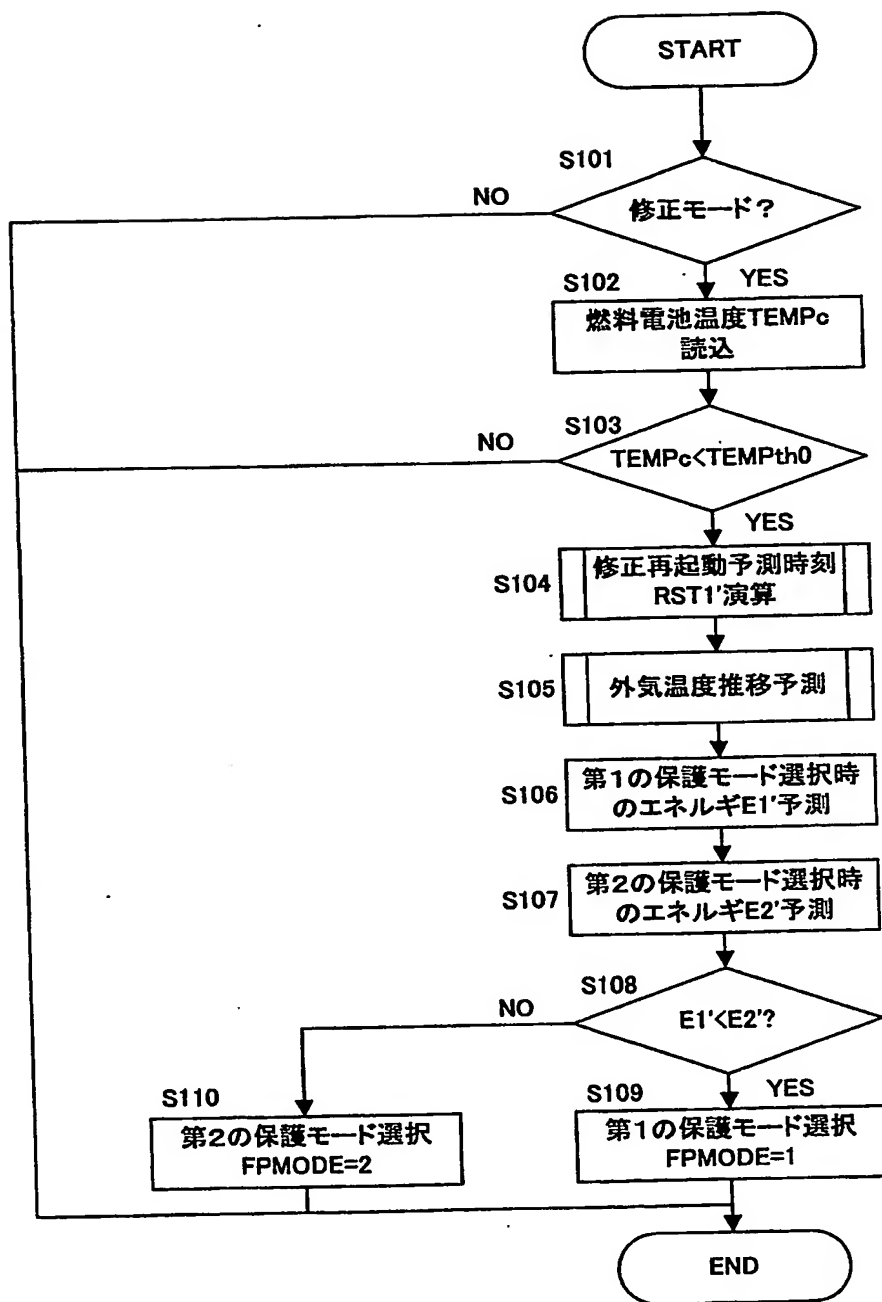 START
S101
NO
修正モード?
S102
YES
燃料電池温度TEMPc
読込
S103
NO
TEMPc<TEMPth0
YES
S104
修正再起動予測時刻
RST1'演算
S105
外気温度推移予測
S106
第1の保護モード選択時
のエネルギE1'予測
S107
第2の保護モード選択時
のエネルギE2'予測
S108
NO
E1'<E2'?
S110
第2の保護モード選択
FPMODE=2
S109
YES
第1の保護モード選択
FPMODE=1
END